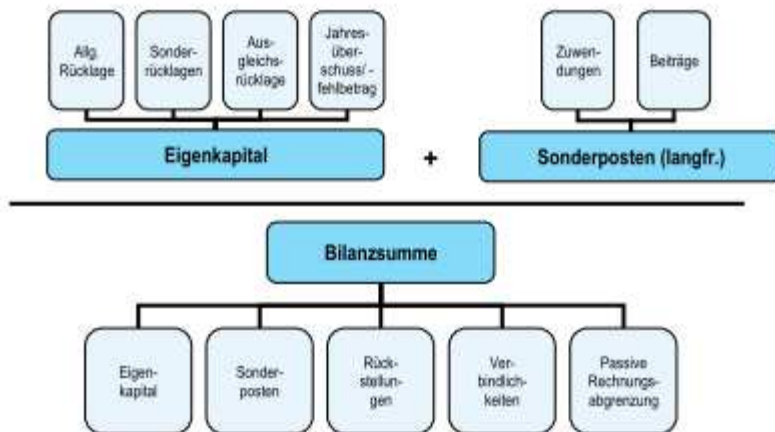 Allg.
Rücklage
Sonder-
rücklagen
Aus-
gleichs-
rücklage
Jahres-
über-
schuss/ -
fehlbetrag
Zuwen-
dungen
Beiträge
Eigenkapital
+
Sonderposten (langfr.)
Bilanzsumme
Eigen-
kapital
Sonder-
posten
Rück-
stellun-
gen
Ver-
bindlich-
keiten
Passive
Rechnungs-
abgrenzung